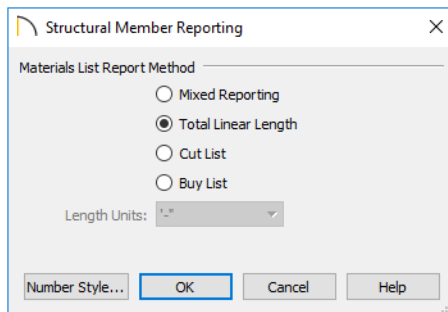 Structural Member Reporting
Materials List Report Method
Mixed Reporting
Total Linear Length
Cut List
Buy List
Length Units: '-"
Number Style... OK Cancel Help